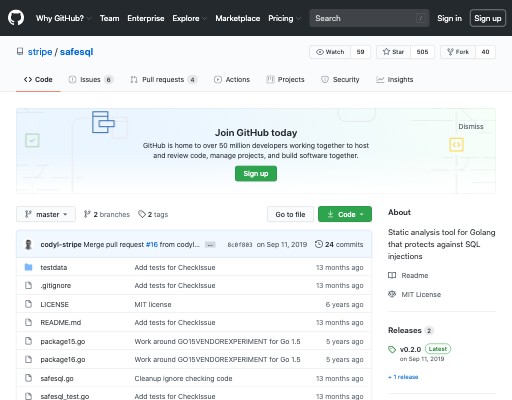 Why GitHub? Team Enterprise Explore Marketplace Pricing Search / Sign in Sign up
stripe / safesql Watch 59 Star 505 Fork 40
Code Issues 6 Pull requests 4 Actions Projects Security Insights
Join GitHub today
Dismiss
GitHub is home to over 50 million developers working together to host
and review code, manage projects, and build software together.
Sign up
master 2 branches 2 tags Go to file Code
codyl-stripe Merge pull request #16 from codyl... ... 8c0f803 on Sep 11, 2019 24 commits
testdata Add tests for CheckIssue 13 months ago
.gitignore Add tests for CheckIssue 13 months ago
LICENSE MIT license 6 years ago
README.md Add tests for CheckIssue 13 months ago
package15.go Work around GO15VENDOREXPERIMENT for Go 1.5 5 years ago
package16.go Work around GO15VENDOREXPERIMENT for Go 1.5 5 years ago
safesql.go Cleanup ignore checking code 13 months ago
safesql_test.go Add tests for CheckIssue 13 months ago
About
Static analysis tool for Golang
that protects against SQL
injections
Readme
MIT License
Releases 2
v0.2.0 Latest
on Sep 11, 2019
+ 1 release